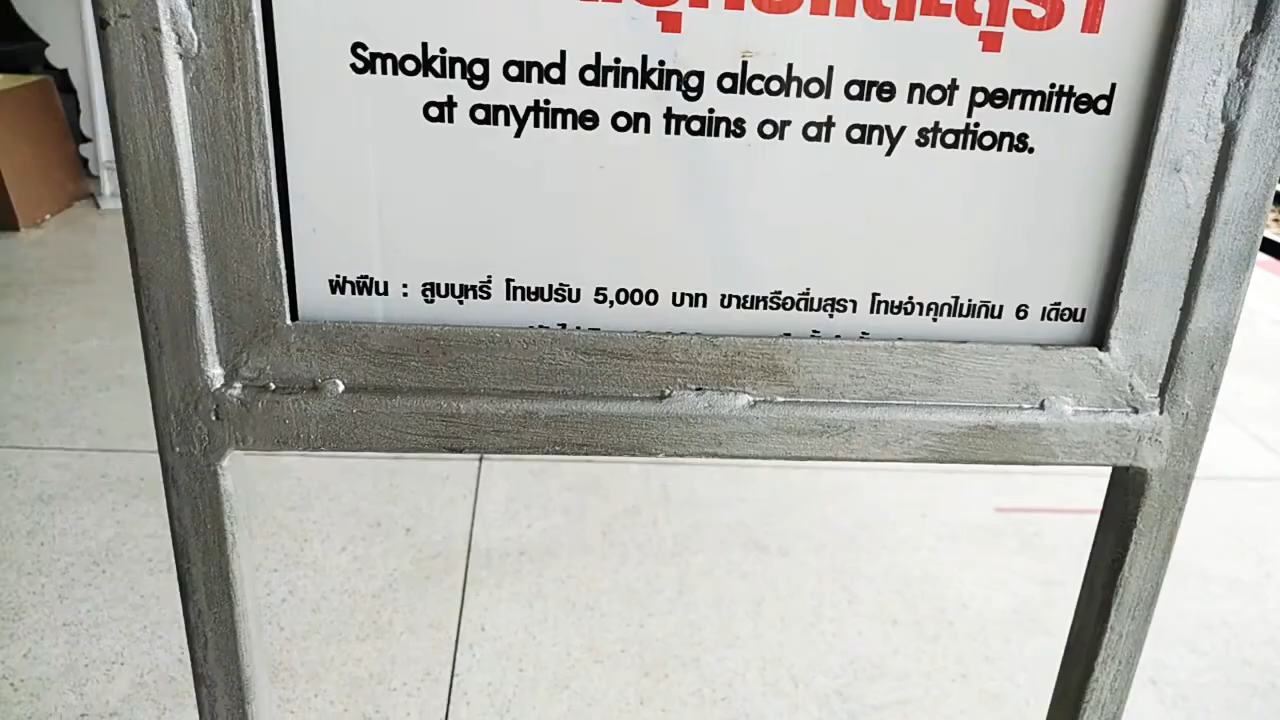 Smoking and drinking alcohol are not permitted
at anytime on trains or at any stations.
ฝ่าฝืน : สูบบุหรี่ โทษปรับ 5,000 บาท ขายหรือดื่มสุรา โทษจำคุกไม่เกิน 6 เดือน